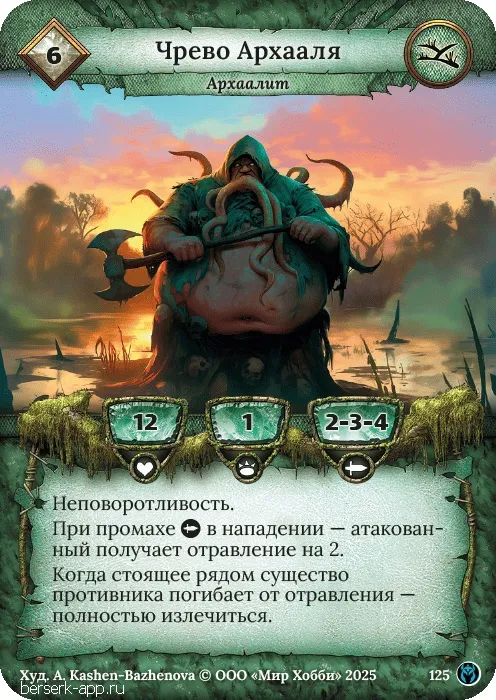 6
Чрево Архааля
Архаалит
12
1
2-3-4
Неповоротливость.
При промахе в нападении — атакован-
ный получает отравление на 2.
Когда стоящее рядом существо
противника погибает от отравления —
полностью излечиться.
Худ. A. Kashen-Bazhenova © ООО «Мир Хобби» 2025
125
berserk-app.ru